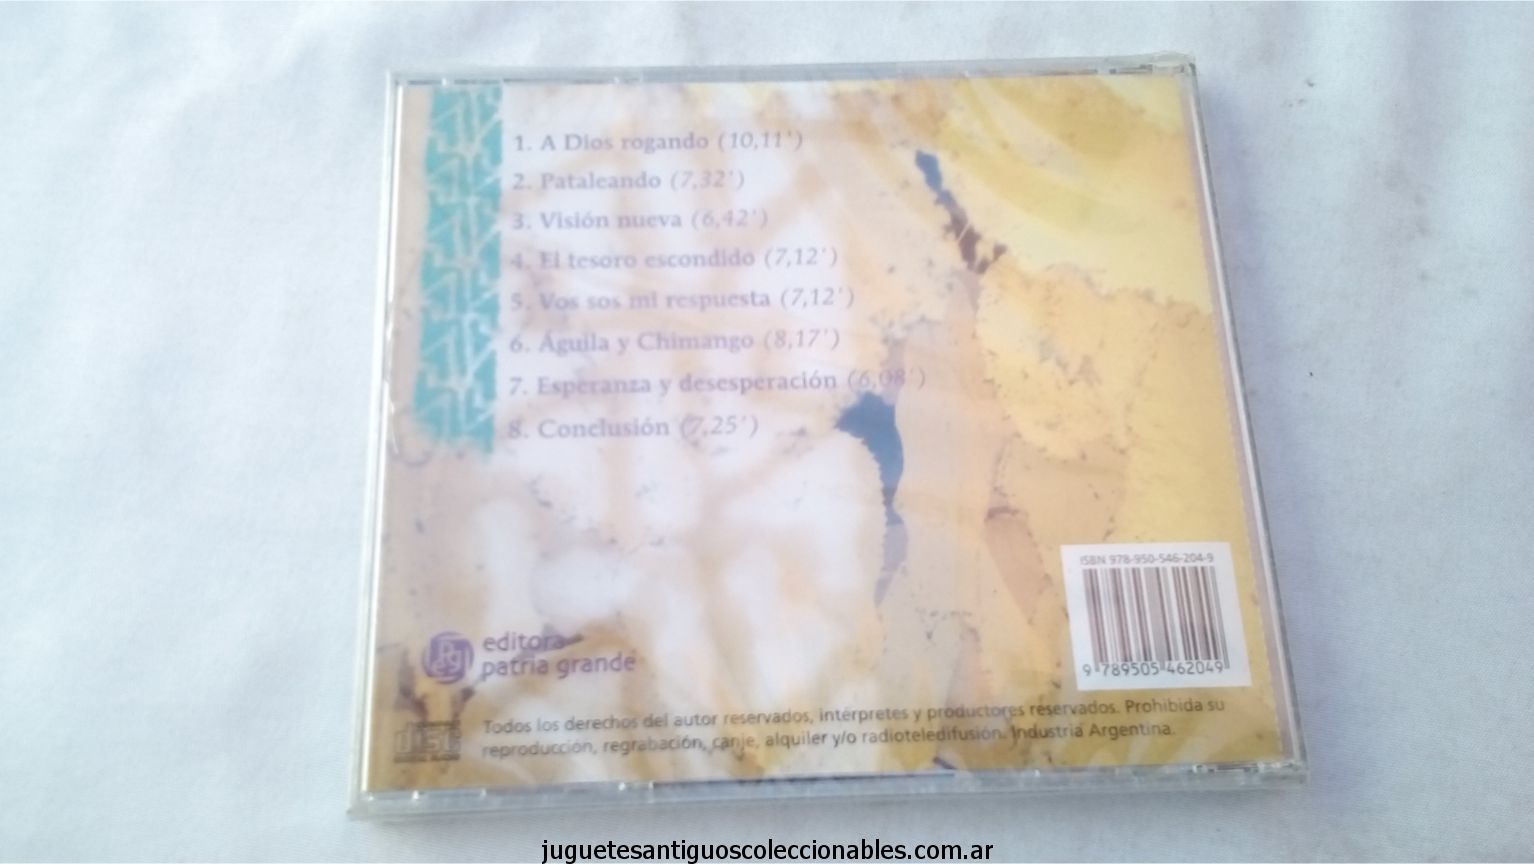 1. A Dios rogando (10,11')
2. Pataleando (7,32')
3. Visión nueva (6,42')
4. El tesoro escondido (7,12')
5. Vos sos mi respuesta (7,12')
6. Águila y Chimango (8,17')
7. Esperanza y desesperación (6,08')
8. Conclusión (7,25')
ISBN 978-950-546-204-9
9 789505 462049
editora
patria grande
Todos los derechos del autor reservados, intérpretes y productores reservados. Prohibida su
reproducción, regrabación, canje, alquiler y/o radioteledifusión. Industria Argentina.
juguetesantiguoscoleccionables.com.ar